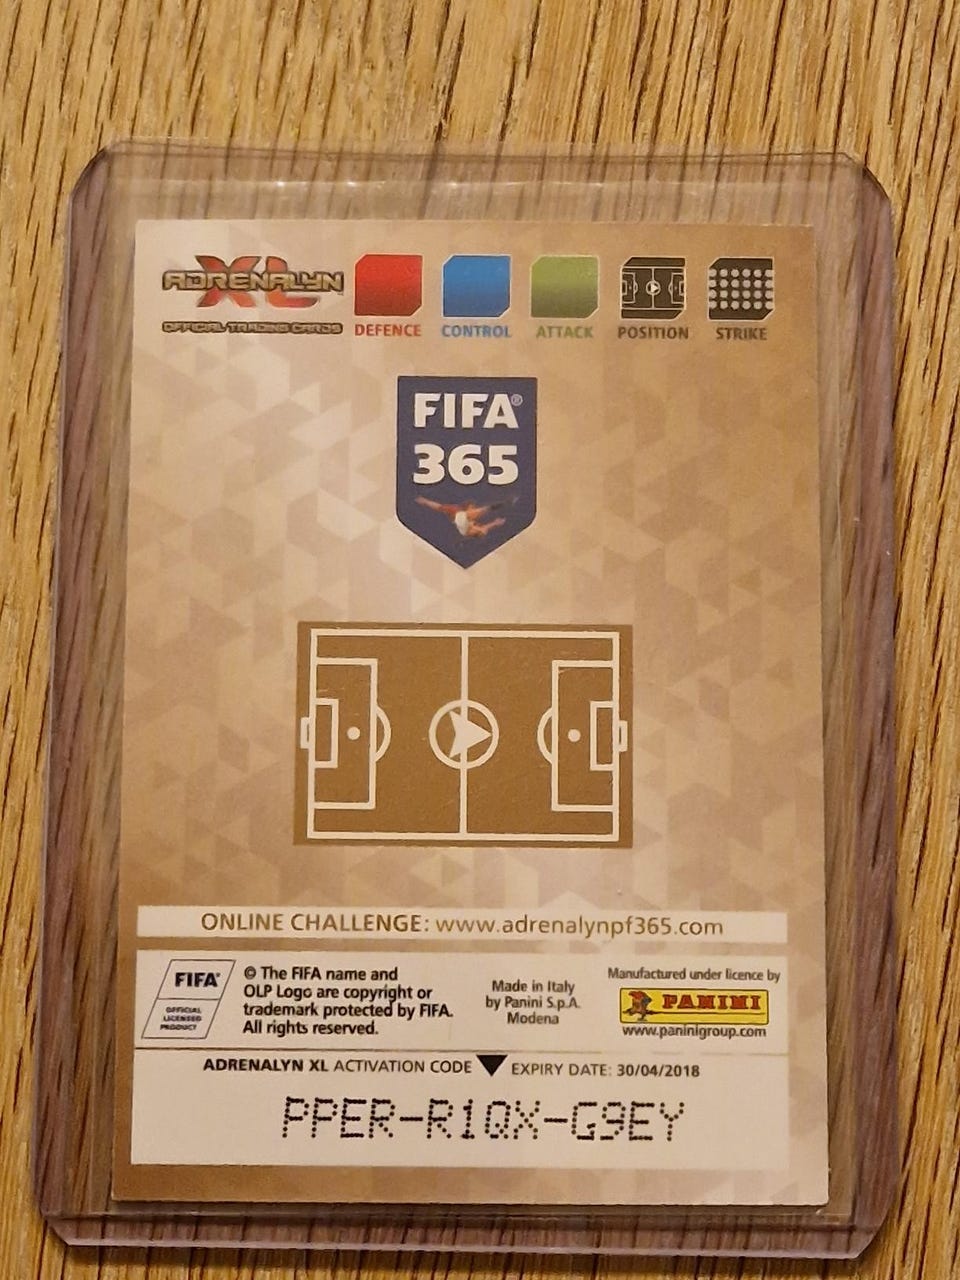 ADRENALYN XL
OFFICIAL TRADING CARDS
DEFENCE
CONTROL
ATTACK
POSITION
STRIKE
FIFA®
365
ONLINE CHALLENGE: www.adrenalynpf365.com
FIFA®
OFFICIAL
LICENSED
PRODUCT
© The FIFA name and
OLP Logo are copyright or
trademark protected by FIFA.
All rights reserved.
Made in Italy
by Panini S.p.A.
Modena
Manufactured under licence by
PANINI
www.paninigroup.com
ADRENALYN XL ACTIVATION CODE EXPIRY DATE: 30/04/2018
PPER-R1QX-G9EY